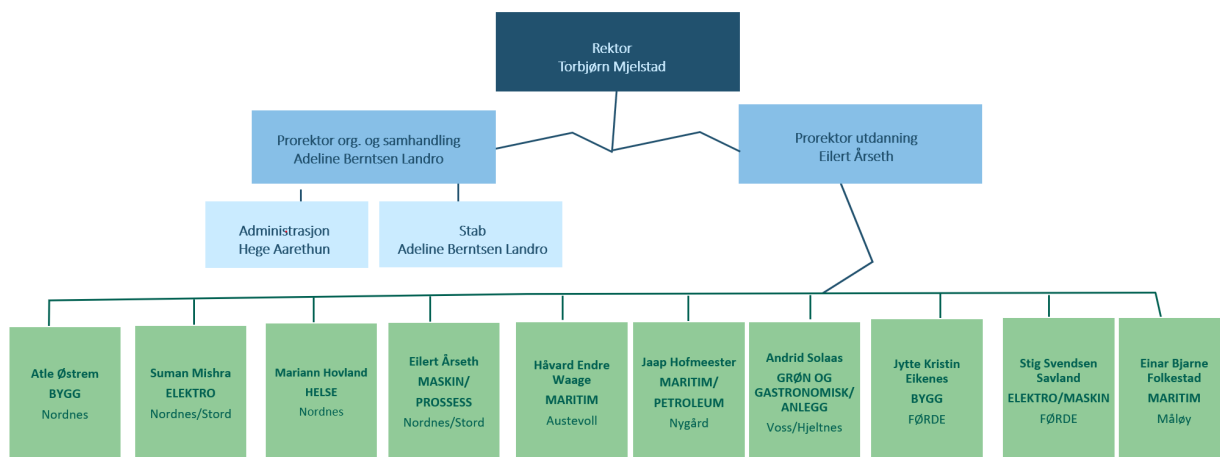 Rektor
Torbjørn Mjelstad
Prorektor org. og samhandling
Adeline Berntsen Landro
Prorektor utdanning
Eilert Årseth
Administrasjon
Hege Aarethun
Stab
Adeline Berntsen Landro
Atle Østrem
BYGG
Nordnes
Suman Mishra
ELEKTRO
Nordnes/Stord
Mariann Hovland
HELSE
Nordnes
Eilert Årseth
MASKIN/
PROSSESS
Nordnes/Stord
Håvard Endre
Waage
MARITIM
Austevoll
Jaap Hofmeester
MARITIM/
PETROLEUM
Nygård
Andrid Solaas
GRØN OG
GASTRONOMISK/
ANLEGG
Voss/Hjeltnes
Jytte Kristin
Eikenes
BYGG
FØRDE
Stig Svendsen
Savland
ELEKTRO/MASKIN
FØRDE
Einar Bjarne
Folkestad
MARITIM
Måløy